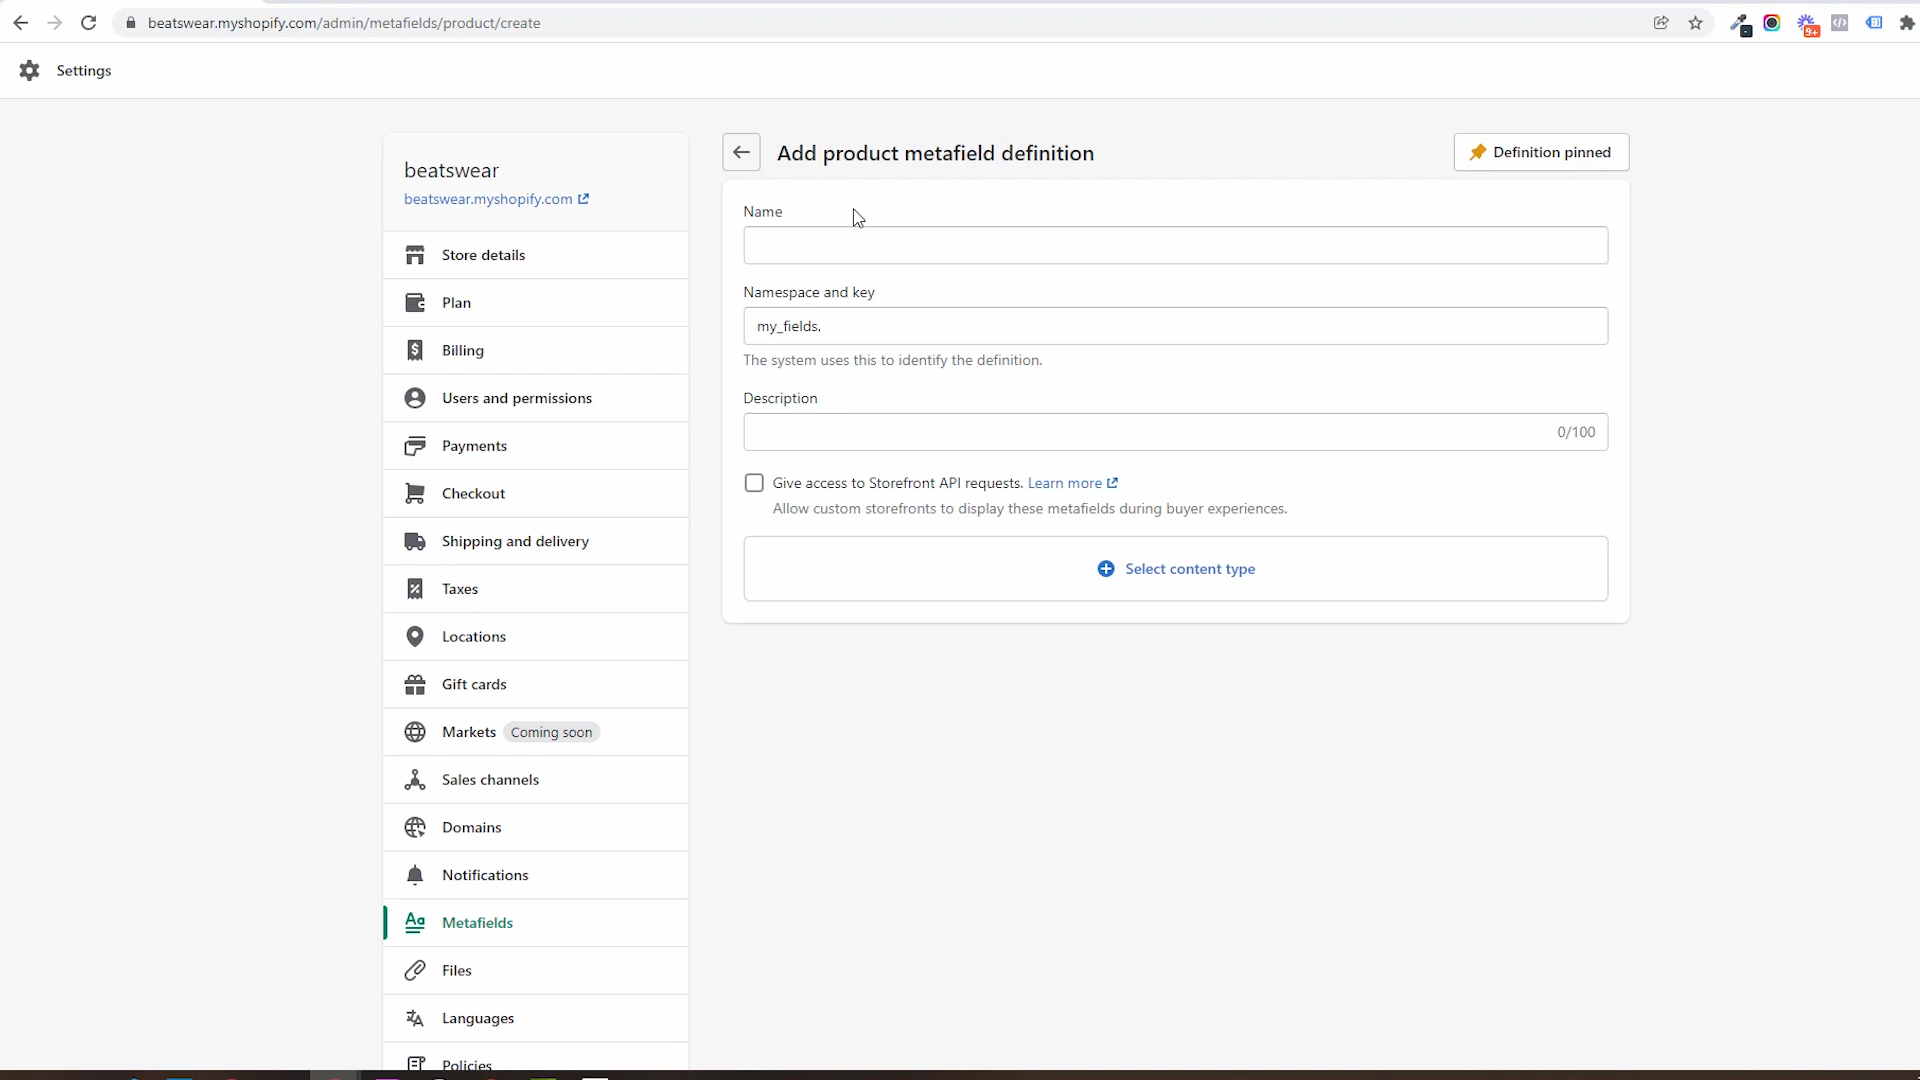 beatswear.myshopify.com/admin/metafields/product/create
9+
Settings
beatswear
beatswear.myshopify.com
Store details
Plan
Billing
Users and permissions
Payments
Checkout
Shipping and delivery
Taxes
Locations
Gift cards
Markets Coming soon
Sales channels
Domains
Notifications
Aa Metafields
Files
Languages
Policies
Add product metafield definition
Definition pinned
Name
Namespace and key
my_fields.
The system uses this to identify the definition.
Description
0/100
Give access to Storefront API requests. Learn more
Allow custom storefronts to display these metafields during buyer experiences.
Select content type